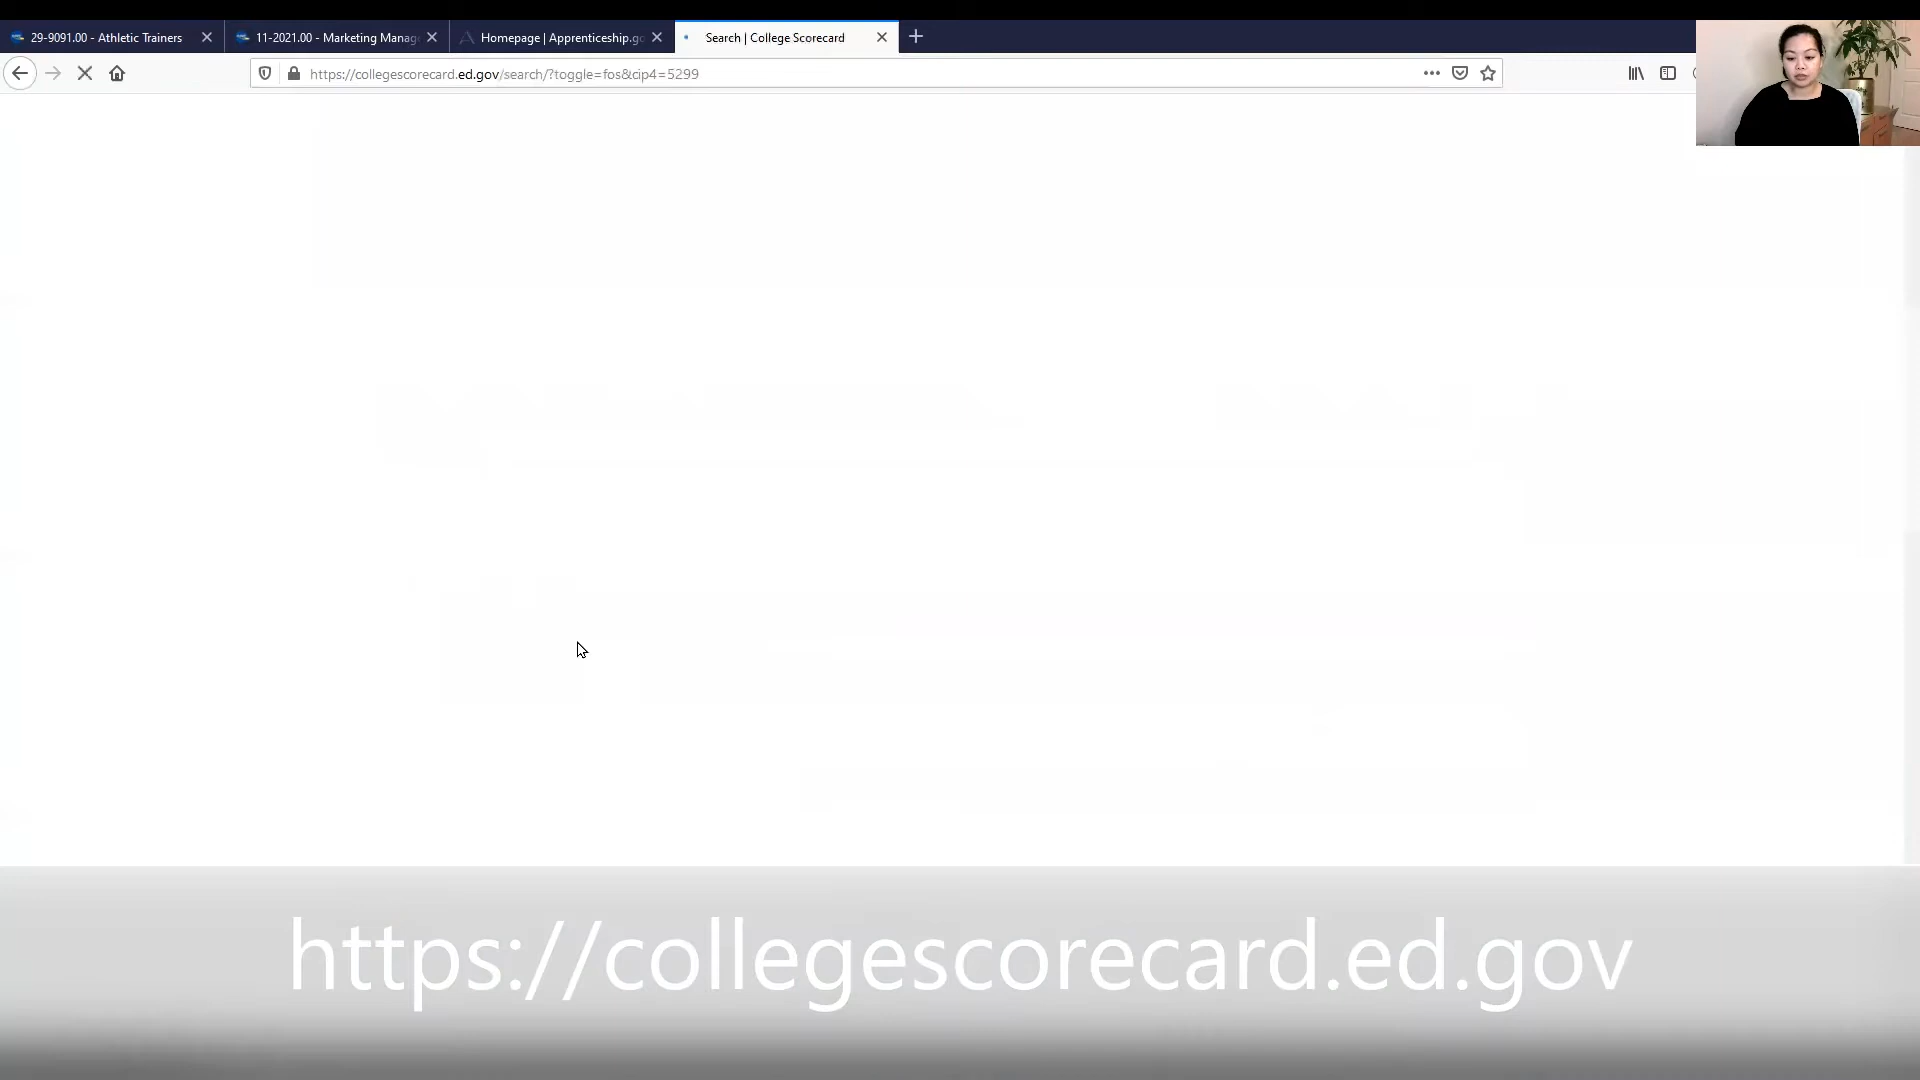 29-9091.00 - Athletic Trainers
11-2021.00 - Marketing Manag
Homepage | Apprenticeship.go
Search | College Scorecard
https://collegescorecard.ed.gov/search/?toggle=fos&cip4=5299
https://collegescorecard.ed.gov